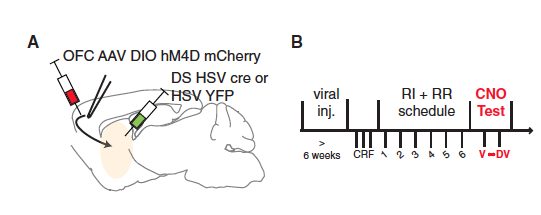 A
OFC AAV DIO hM4D mCherry
DS HSV cre or
HSV YFP
B
viral
inj.
RI + RR
schedule
CNO
Test
>
6 weeks
CRF
1 2 3 4 5 6
V ⇔ DV